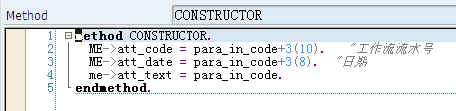 Method CONSTRUCTOR
1 method CONSTRUCTOR.
2 ME->att_code = para_in_code+3(10). "工作流流水号
3 ME->att_date = para_in_code+3(8). "日期
4 me->att_text = para_in_code.
5 endmethod.